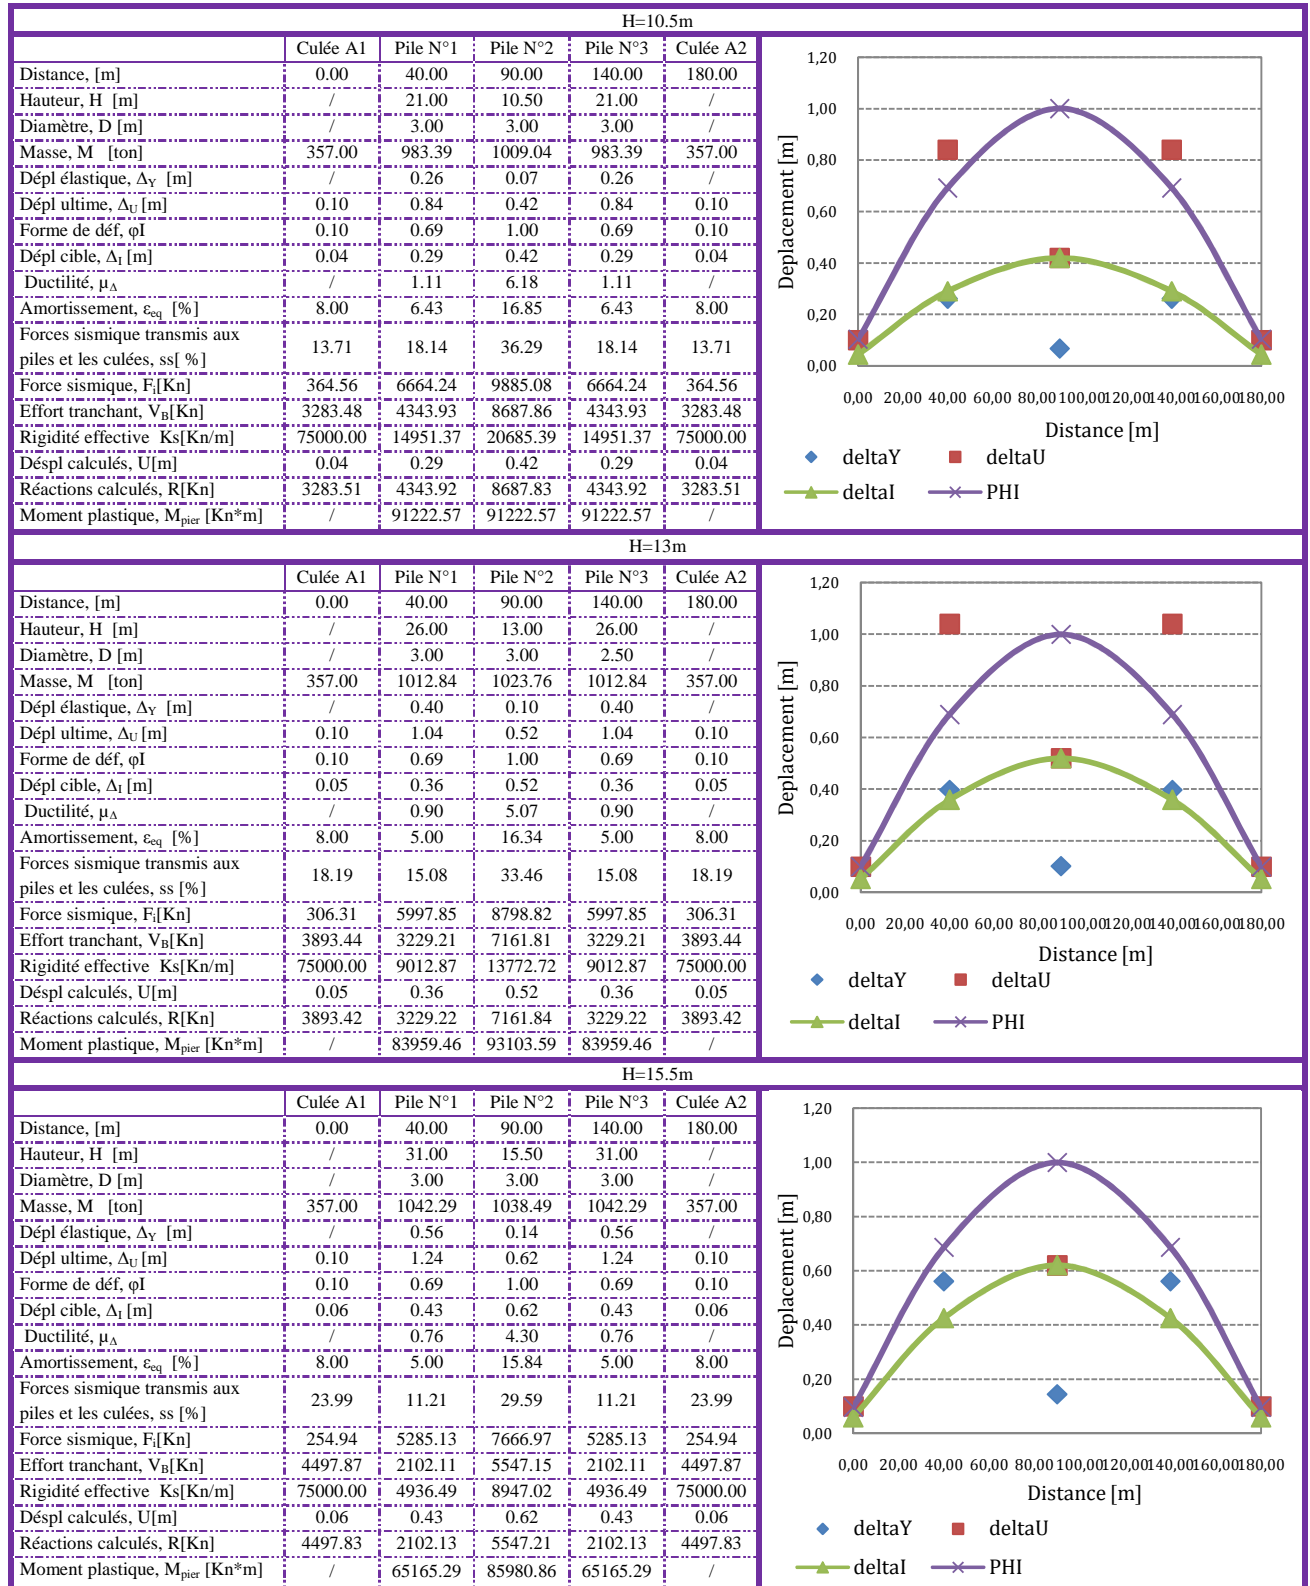 H=10.5m
Culée A1 Pile N°1 Pile N°2 Pile N°3 Culée A2
Distance, [m] 0.00 40.00 90.00 140.00 180.00
Hauteur, H [m] / 21.00 10.50 21.00 /
Diamètre, D [m] / 3.00 3.00 3.00 /
Masse, M [ton] 357.00 983.39 1009.04 983.39 357.00
Dépl élastique, ΔY [m] / 0.26 0.07 0.26 /
Dépl ultime, ΔU [m] 0.10 0.84 0.42 0.84 0.10
Forme de déf, φI 0.10 0.69 1.00 0.69 0.10
Dépl cible, ΔI [m] 0.04 0.29 0.42 0.29 0.04
Ductilité, μΔ / 1.11 6.18 1.11 /
Amortissement, εeq [%] 8.00 6.43 16.85 6.43 8.00
Forces sismique transmis aux
piles et les culées, ss[ %] 13.71 18.14 36.29 18.14 13.71
Force sismique, Fi[Kn] 364.56 6664.24 9885.08 6664.24 364.56
Effort tranchant, VB[Kn] 3283.48 4343.93 8687.86 4343.93 3283.48
Rigidité effective Ks[Kn/m] 75000.00 14951.37 20685.39 14951.37 75000.00
Déspl calculés, U[m] 0.04 0.29 0.42 0.29 0.04
Réactions calculés, R[Kn] 3283.51 4343.92 8687.83 4343.92 3283.51
Moment plastique, Mpier [Kn*m] / 91222.57 91222.57 91222.57 /
1,20
1,00
0,80
0,60
0,40
0,20
0,00
Deplacement [m]
0,00 20,00 40,00 60,00 80,00 100,00 120,00 140,00 160,00 180,00
Distance [m]
deltaY deltaU
deltaI PHI
H=13m
Culée A1 Pile N°1 Pile N°2 Pile N°3 Culée A2
Distance, [m] 0.00 40.00 90.00 140.00 180.00
Hauteur, H [m] / 26.00 13.00 26.00 /
Diamètre, D [m] / 3.00 3.00 2.50 /
Masse, M [ton] 357.00 1012.84 1023.76 1012.84 357.00
Dépl élastique, ΔY [m] / 0.40 0.10 0.40 /
Dépl ultime, ΔU [m] 0.10 1.04 0.52 1.04 0.10
Forme de déf, φI 0.10 0.69 1.00 0.69 0.10
Dépl cible, ΔI [m] 0.05 0.36 0.52 0.36 0.05
Ductilité, μΔ / 0.90 5.07 0.90 /
Amortissement, εeq [%] 8.00 5.00 16.34 5.00 8.00
Forces sismique transmis aux
piles et les culées, ss [%] 18.19 15.08 33.46 15.08 18.19
Force sismique, Fi[Kn] 306.31 5997.85 8798.82 5997.85 306.31
Effort tranchant, VB[Kn] 3893.44 3229.21 7161.81 3229.21 3893.44
Rigidité effective Ks[Kn/m] 75000.00 9012.87 13772.72 9012.87 75000.00
Déspl calculés, U[m] 0.05 0.36 0.52 0.36 0.05
Réactions calculés, R[Kn] 3893.42 3229.22 7161.84 3229.22 3893.42
Moment plastique, Mpier [Kn*m] / 83959.46 93103.59 83959.46 /
1,20
1,00
0,80
0,60
0,40
0,20
0,00
Deplacement [m]
0,00 20,00 40,00 60,00 80,00 100,00 120,00 140,00 160,00 180,00
Distance [m]
deltaY deltaU
deltaI PHI
H=15.5m
Culée A1 Pile N°1 Pile N°2 Pile N°3 Culée A2
Distance, [m] 0.00 40.00 90.00 140.00 180.00
Hauteur, H [m] / 31.00 15.50 31.00 /
Diamètre, D [m] / 3.00 3.00 3.00 /
Masse, M [ton] 357.00 1042.29 1038.49 1042.29 357.00
Dépl élastique, ΔY [m] / 0.56 0.14 0.56 /
Dépl ultime, ΔU [m] 0.10 1.24 0.62 1.24 0.10
Forme de déf, φI 0.10 0.69 1.00 0.69 0.10
Dépl cible, ΔI [m] 0.06 0.43 0.62 0.43 0.06
Ductilité, μΔ / 0.76 4.30 0.76 /
Amortissement, εeq [%] 8.00 5.00 15.84 5.00 8.00
Forces sismique transmis aux
piles et les culées, ss [%] 23.99 11.21 29.59 11.21 23.99
Force sismique, Fi[Kn] 254.94 5285.13 7666.97 5285.13 254.94
Effort tranchant, VB[Kn] 4497.87 2102.11 5547.15 2102.11 4497.87
Rigidité effective Ks[Kn/m] 75000.00 4936.49 8947.02 4936.49 75000.00
Déspl calculés, U[m] 0.06 0.43 0.62 0.43 0.06
Réactions calculés, R[Kn] 4497.83 2102.13 5547.21 2102.13 4497.83
Moment plastique, Mpier [Kn*m] / 65165.29 85980.86 65165.29 /
1,20
1,00
0,80
0,60
0,40
0,20
0,00
Deplacement [m]
0,00 20,00 40,00 60,00 80,00 100,00 120,00 140,00 160,00 180,00
Distance [m]
deltaY deltaU
deltaI PHI